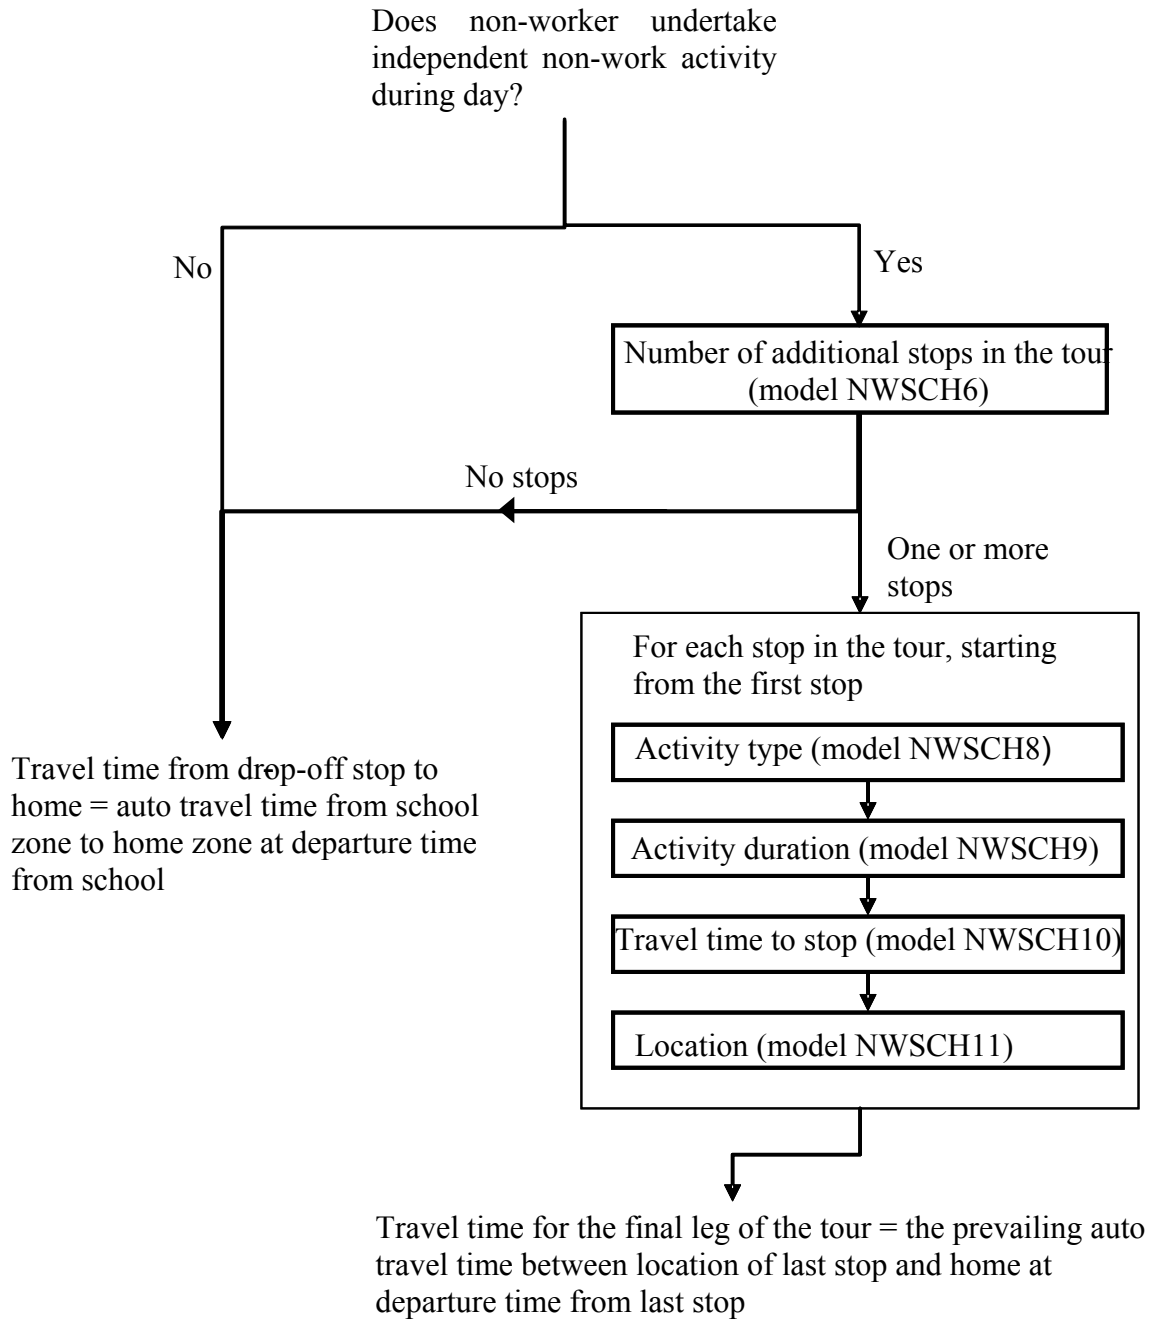 Does non-worker undertake
independent non-work activity
during day?
No
Yes
Number of additional stops in the tour
(model NWSCH6)
No stops
One or more
stops
For each stop in the tour, starting
from the first stop
Activity type (model NWSCH8)
Activity duration (model NWSCH9)
Travel time to stop (model NWSCH10)
Location (model NWSCH11)
Travel time from drop-off stop to
home = auto travel time from school
zone to home zone at departure time
from school
Travel time for the final leg of the tour = the prevailing auto
travel time between location of last stop and home at
departure time from last stop